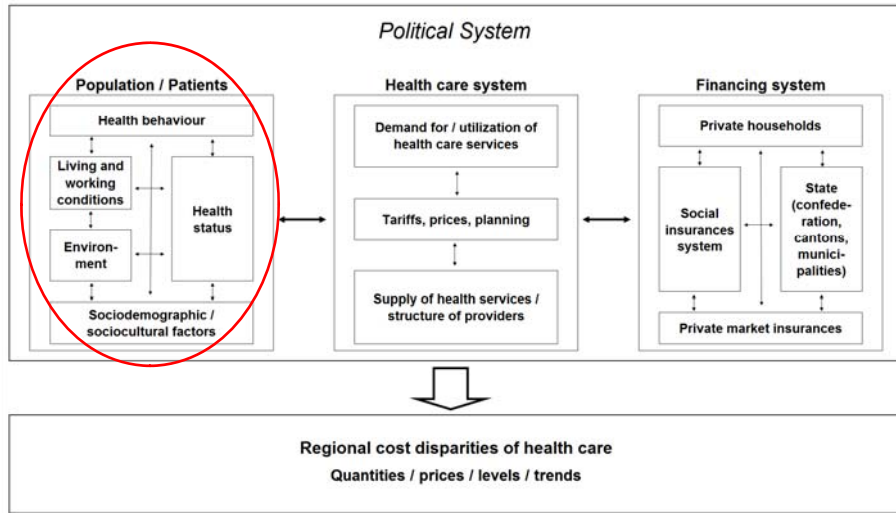 Political System
Population / Patients
Health behaviour
Living and
working
conditions
Environ-
ment
Health
status
Sociodemographic /
sociocultural factors
Health care system
Demand for / utilization of
health care services
Tariffs, prices, planning
Supply of health services /
structure of providers
Financing system
Private households
Social
insurances
system
State
(confede-
ration,
cantons,
munici-
palities)
Private market insurances
Regional cost disparities of health care
Quantities / prices / levels / trends